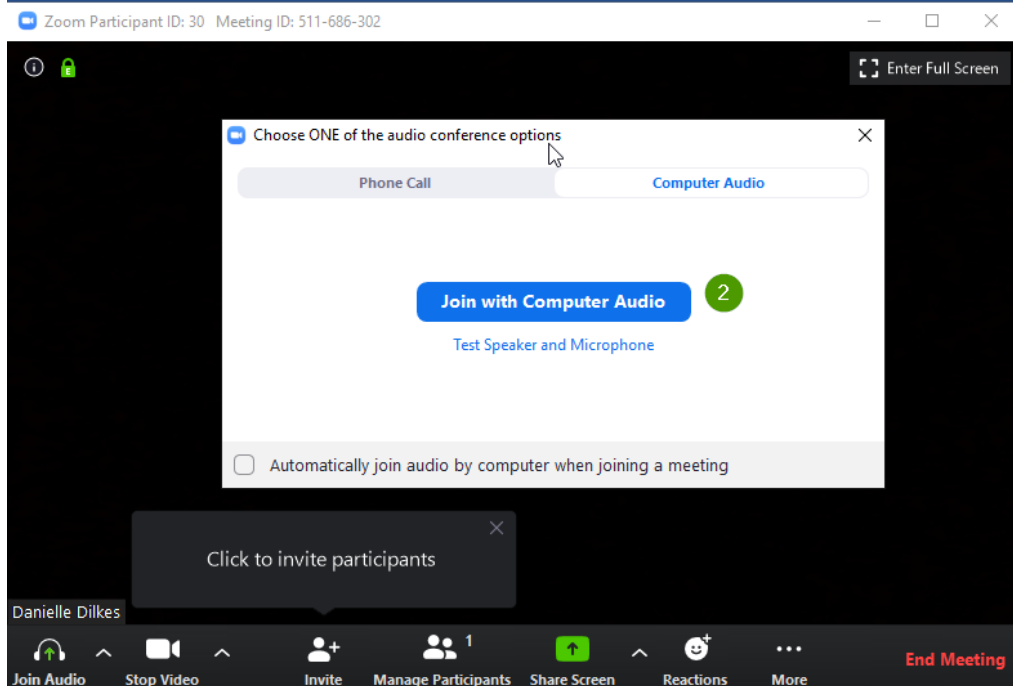 Zoom Participant ID: 30 Meeting ID: 511-686-302
E
Enter Full Screen
Choose ONE of the audio conference options
Phone Call
Computer Audio
Join with Computer Audio
2
Test Speaker and Microphone
Automatically join audio by computer when joining a meeting
Click to invite participants
Danielle Dilkes
1
Join Audio
Stop Video
Invite
Manage Participants
Share Screen
Reactions
More
End Meeting